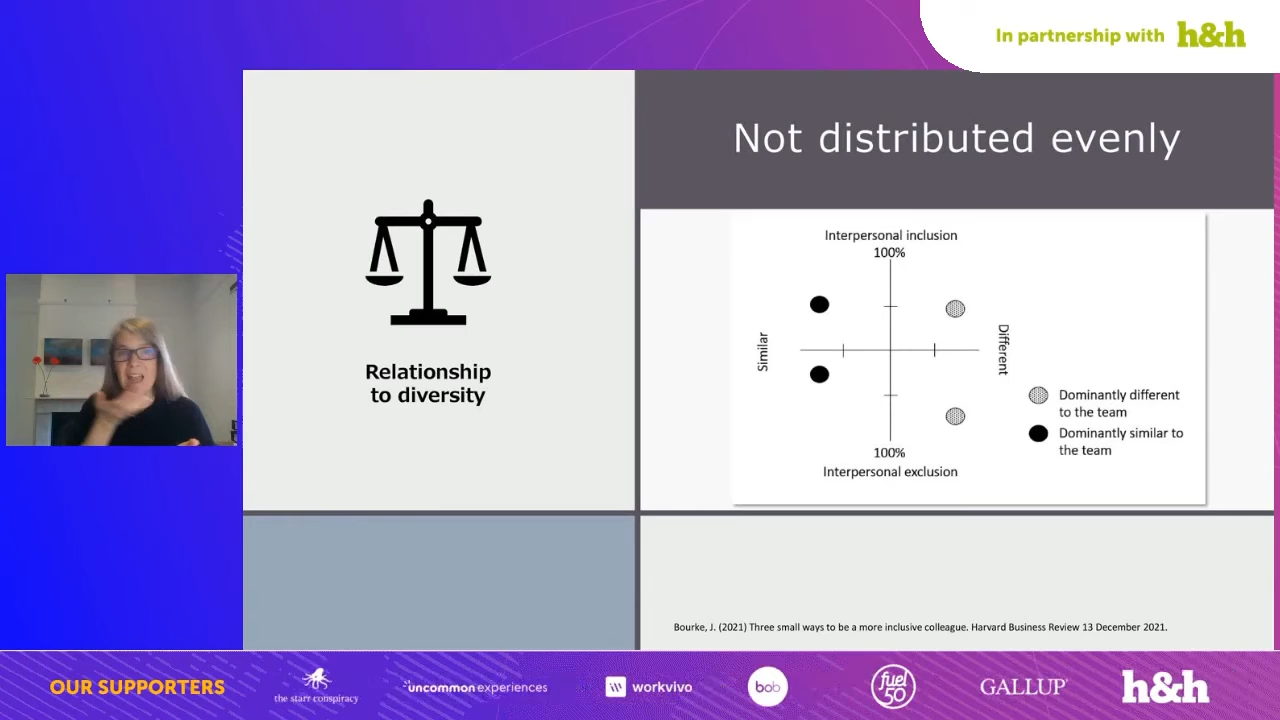 In partnership with h&h
Not distributed evenly
Relationship
to diversity
Interpersonal inclusion
100%
Similar
Different
Dominantly different
to the team
Dominantly similar to
the team
100%
Interpersonal exclusion
Bourke, J. (2021) Three small ways to be a more inclusive colleague. Harvard Business Review 13 December 2021.
OUR SUPPORTERS
the starr conspiracy
uncommon experiences
workvivo
bob
fuel
50
GALLUP
h&h